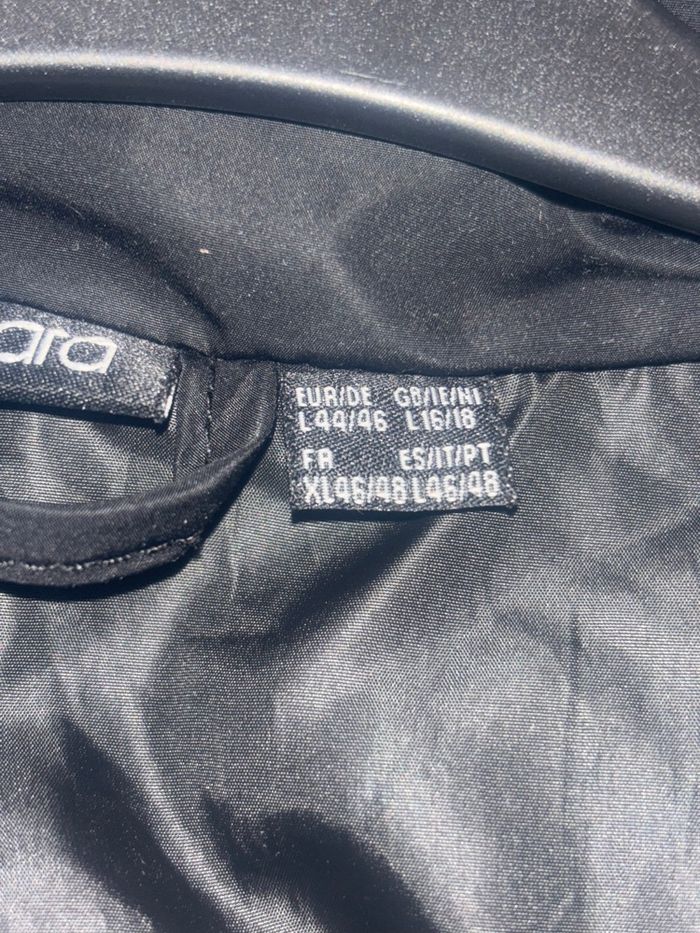 ara
EUR/DE GB/IE/NI
L44/46 L16/18
FR ES/IT/PT
XL46/48 L46/48